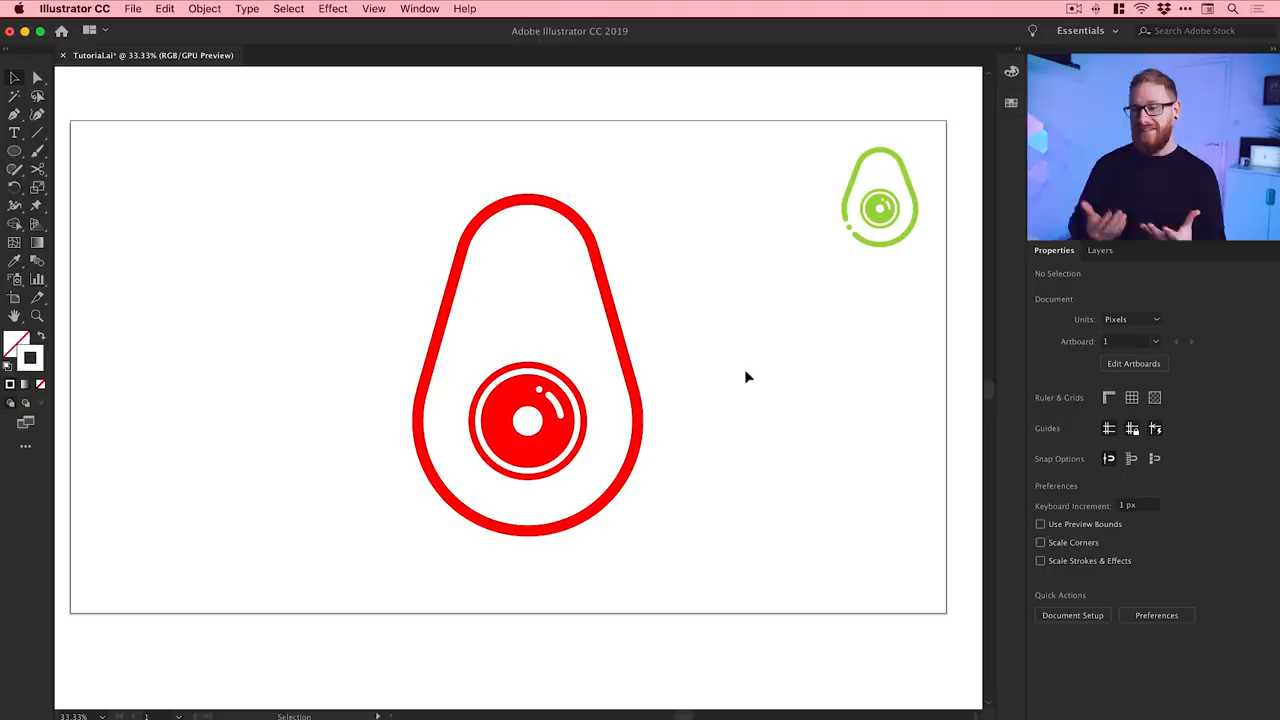 Illustrator CC File Edit Object Type Select Effect View Window Help
Adobe Illustrator CC 2019
Essentials
Search Adobe Stock
× Tutorial.ai* @ 33.33% (RGB/GPU Preview)
Properties Layers
No Selection
Document
Units: Pixels
Artboard: 1
Edit Artboards
Ruler & Grids
Guides
Snap Options
Preferences
Keyboard Increment: 1 px
Use Preview Bounds
Scale Corners
Scale Strokes & Effects
Quick Actions
Document Setup Preferences
33.33% 1 Selection